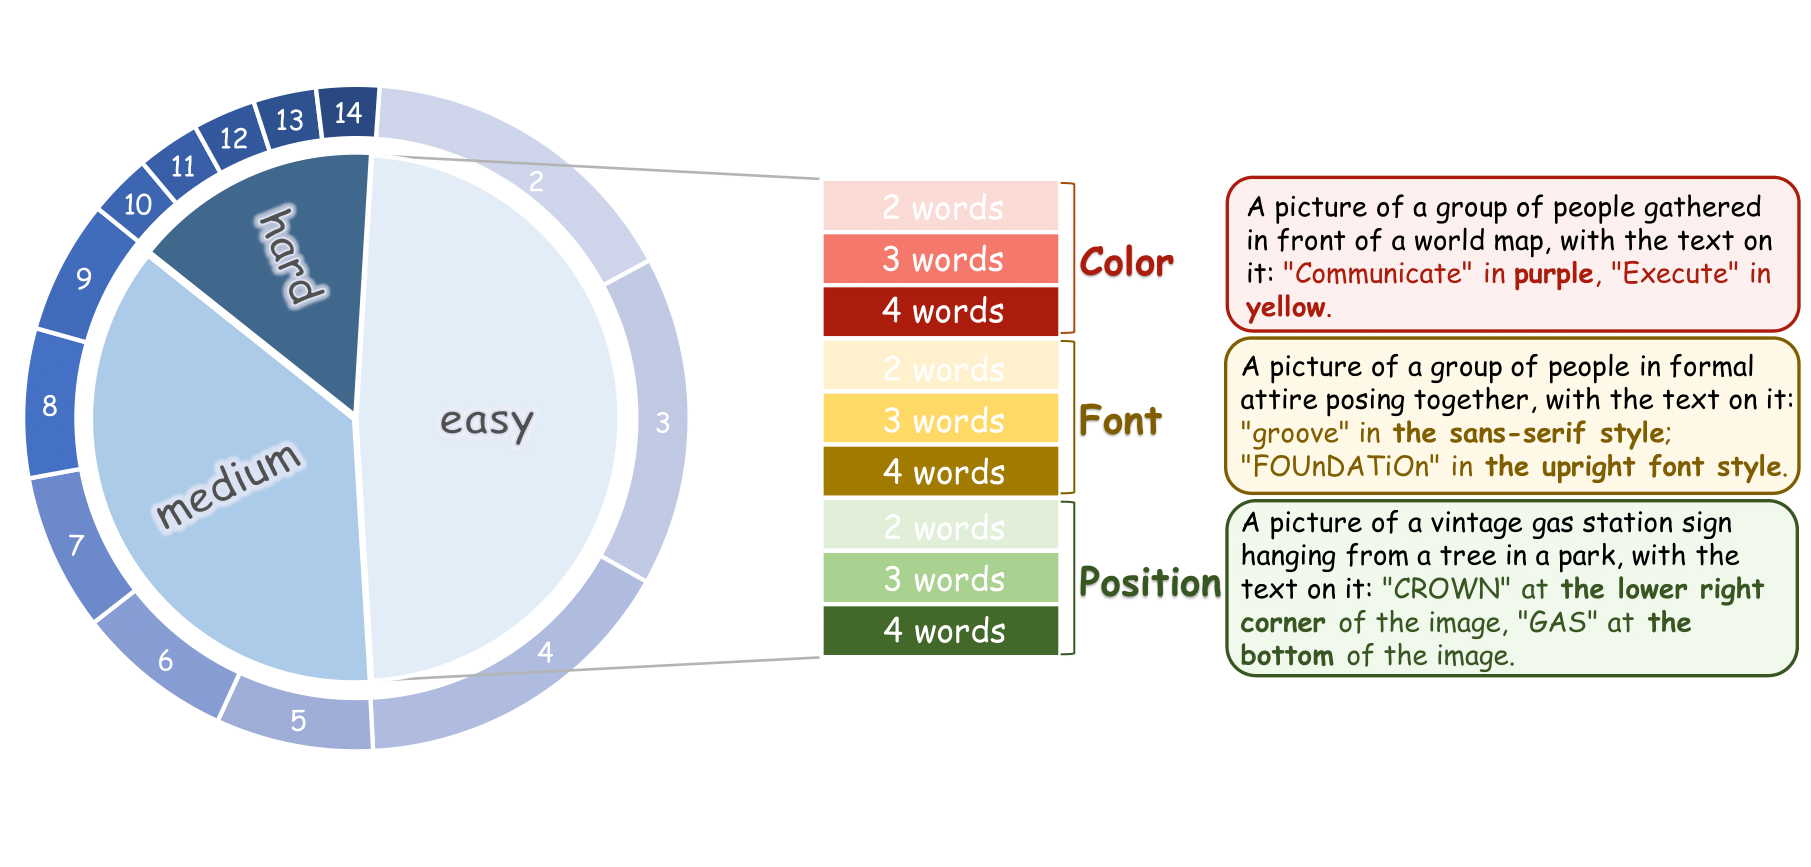 14
13
12
11
10
9
8
7
6
5
4
3
2
hard
medium
easy
2 words
3 words
4 words
Color
2 words
3 words
4 words
Font
2 words
3 words
4 words
Position
A picture of a group of people gathered
in front of a world map, with the text on
it: "Communicate" in purple, "Execute" in
yellow.
A picture of a group of people in formal
attire posing together, with the text on it:
"groove" in the sans-serif style;
"FOUnDATiOn" in the upright font style.
A picture of a vintage gas station sign
hanging from a tree in a park, with the
text on it: "CROWN" at the lower right
corner of the image, "GAS" at the
bottom of the image.